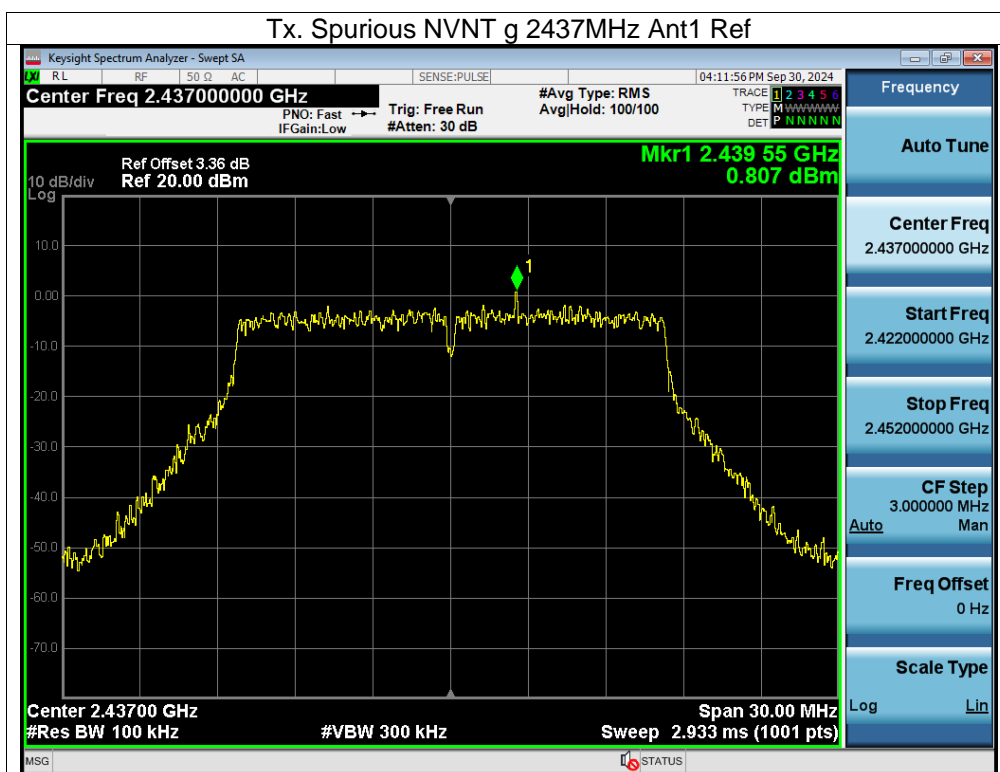 Tx. Spurious NVNT g 2437MHz Ant1 Ref
Keysight Spectrum Analyzer - Swept SA
LXI RL RF 50 Ω AC SENSE:PULSE 04:11:56 PM Sep 30, 2024
Center Freq 2.437000000 GHz
PNO: Fast
IFGain:Low
Trig: Free Run
#Atten: 30 dB
#Avg Type: RMS
Avg|Hold: 100/100
TRACE 1 2 3 4 5 6
TYPE M WWWWW
DET P N N N N N
Mkr1 2.439 55 GHz
0.807 dBm
Ref Offset 3.36 dB
10 dB/div Ref 20.00 dBm
Log
10.0
1
0.00
-10.0
-20.0
-30.0
-40.0
-50.0
-60.0
-70.0
Center 2.43700 GHz Span 30.00 MHz
#Res BW 100 kHz #VBW 300 kHz Sweep 2.933 ms (1001 pts)
MSG STATUS
Frequency
Auto Tune
Center Freq
2.437000000 GHz
Start Freq
2.422000000 GHz
Stop Freq
2.452000000 GHz
CF Step
3.000000 MHz
Auto Man
Freq Offset
0 Hz
Scale Type
Log Lin